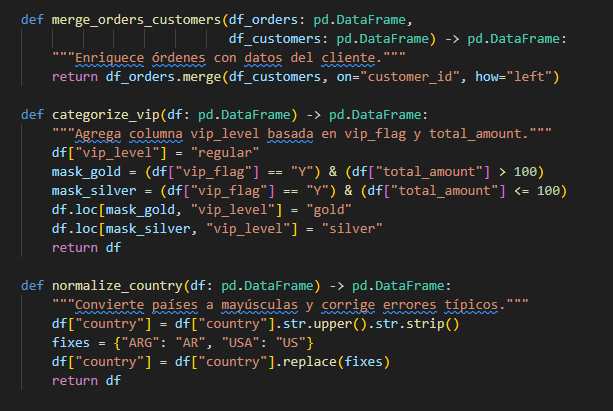 def merge_orders_customers(df_orders: pd.DataFrame,
                           df_customers: pd.DataFrame) -> pd.DataFrame:
    """Enriquece órdenes con datos del cliente."""
    return df_orders.merge(df_customers, on="customer_id", how="left")

def categorize_vip(df: pd.DataFrame) -> pd.DataFrame:
    """Agrega columna vip_level basada en vip_flag y total_amount."""
    df["vip_level"] = "regular"
    mask_gold = (df["vip_flag"] == "Y") & (df["total_amount"] > 100)
    mask_silver = (df["vip_flag"] == "Y") & (df["total_amount"] <= 100)
    df.loc[mask_gold, "vip_level"] = "gold"
    df.loc[mask_silver, "vip_level"] = "silver"
    return df

def normalize_country(df: pd.DataFrame) -> pd.DataFrame:
    """Convierte países a mayúsculas y corrige errores típicos."""
    df["country"] = df["country"].str.upper().str.strip()
    fixes = {"ARG": "AR", "USA": "US"}
    df["country"] = df["country"].replace(fixes)
    return df